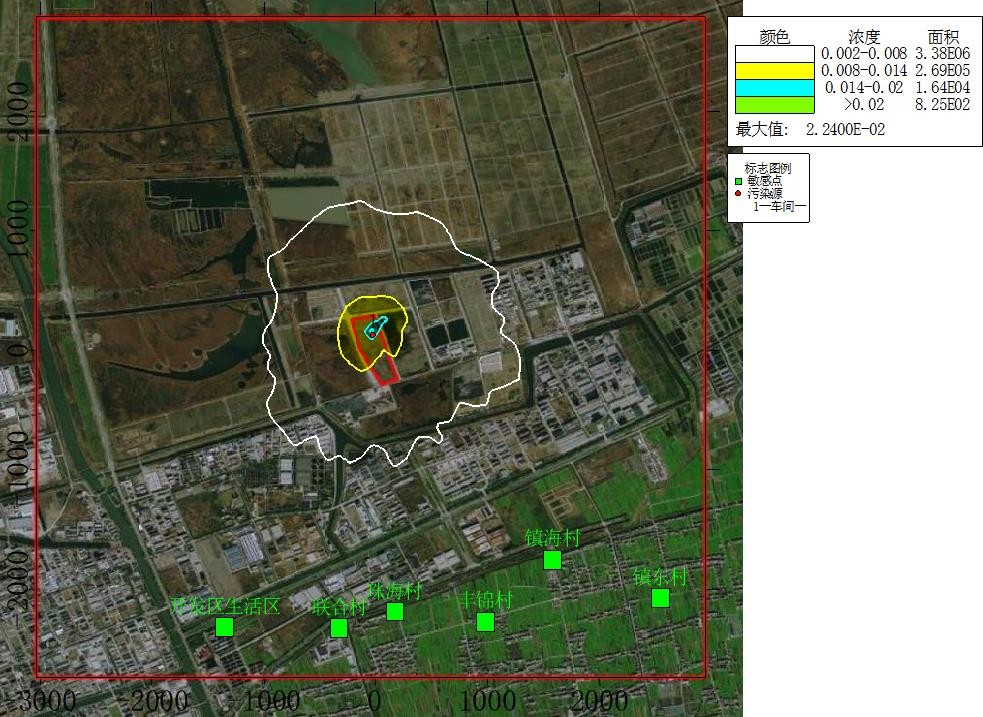 颜色 浓度 面积
0.002-0.008 3.38E06
0.008-0.014 2.69E05
0.014-0.02 1.64E04
>0.02 8.25E02
最大值: 2.2400E-02
标志图例
敏感点
污染源
1—车间一
2000
1000
0
-1000
-2000
镇海村
镇东村
开发区生活区
联合村
珠海村
丰锦村
-3000 -2000 -1000 0 1000 2000